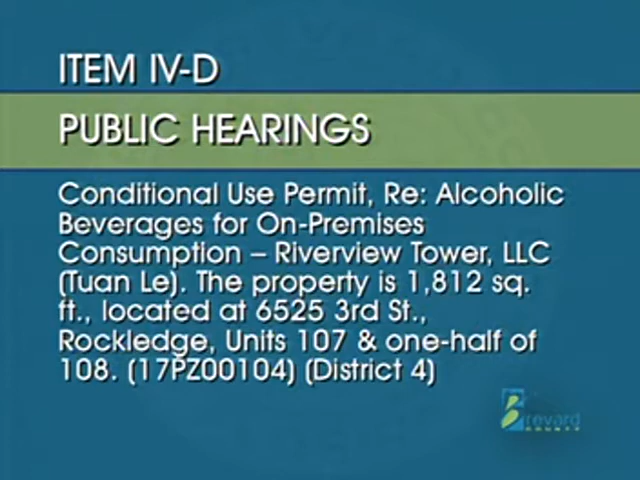 ITEM IV-D
PUBLIC HEARINGS
Conditional Use Permit, Re: Alcoholic
Beverages for On-Premises
Consumption – Riverview Tower, LLC
(Tuan Le). The property is 1,812 sq.
ft., located at 6525 3rd St.,
Rockledge, Units 107 & one-half of
108. (17PZ00104) (District 4)
Brevard
COUNTY